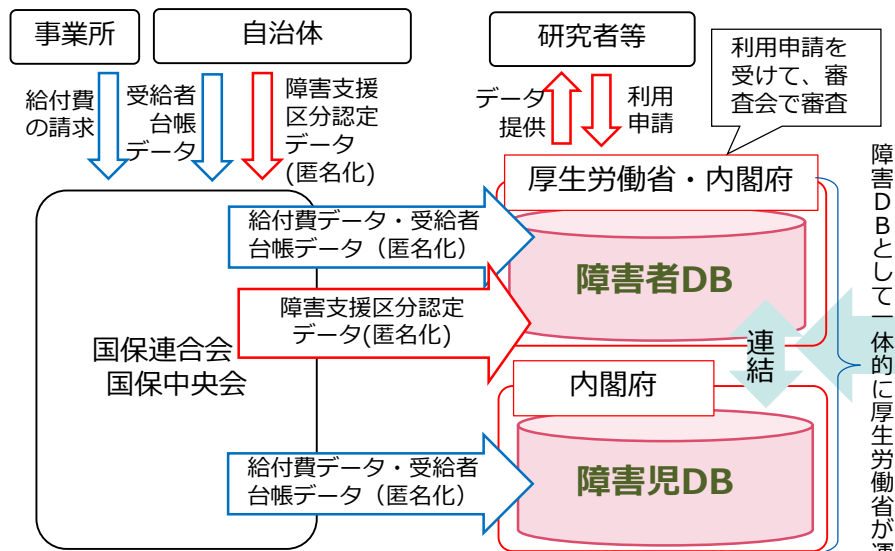 事業所
自治体
研究者等
利用申請を
受けて、審
査会で審査
給付費
の請求
受給者
台帳
データ
障害支援
区分認定
データ
(匿名化)
データ
提供
利用
申請
厚生労働省・内閣府
給付費データ・受給者
台帳データ（匿名化）
障害者DB
障害支援区分認定
データ(匿名化)
国保連合会
国保中央会
連結
内閣府
給付費データ・受給者
台帳データ（匿名化）
障害児DB
障害DBとして一体的に厚生労働省が運